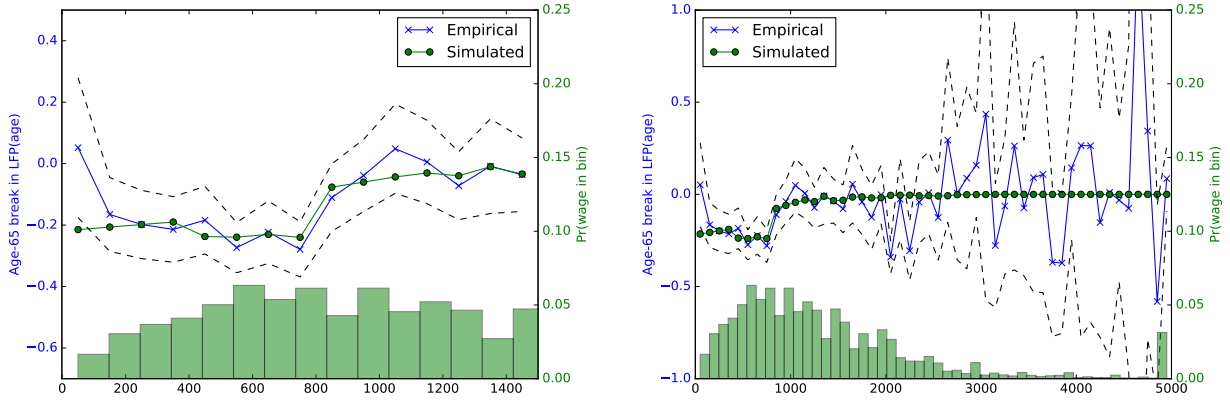 Empirical
Simulated
Age-65 break in LFP(age)
Pr(wage in bin)
0.4
0.2
0.0
−0.2
−0.4
−0.6
0.25
0.20
0.15
0.10
0.05
0.00
0 200 400 600 800 1000 1200 1400
Empirical
Simulated
Age-65 break in LFP(age)
Pr(wage in bin)
1.0
0.5
0.0
−0.5
−1.0
0.25
0.20
0.15
0.10
0.05
0.00
0 1000 2000 3000 4000 5000